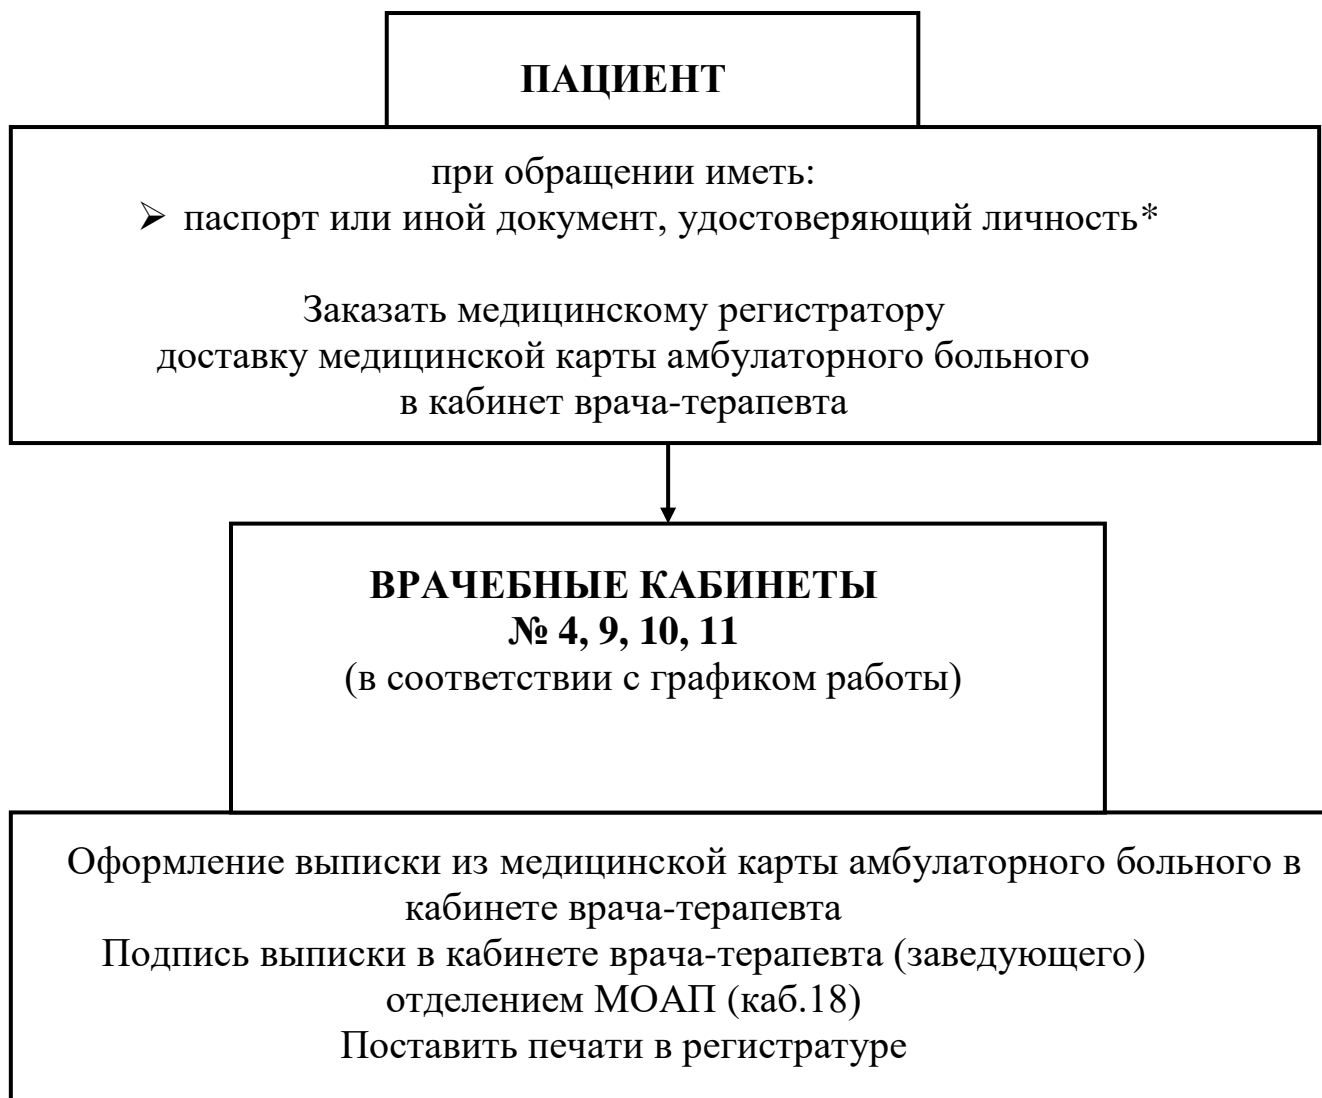 ПАЦИЕНТ
при обращении иметь:
➢ паспорт или иной документ, удостоверяющий личность*
Заказать медицинскому регистратору
доставку медицинской карты амбулаторного больного
в кабинет врача-терапевта
ВРАЧЕБНЫЕ КАБИНЕТЫ
№ 4, 9, 10, 11
(в соответствии с графиком работы)
Оформление выписки из медицинской карты амбулаторного больного в
кабинете врача-терапевта
Подпись выписки в кабинете врача-терапевта (заведующего)
отделением МОАП (каб.18)
Поставить печати в регистратуре